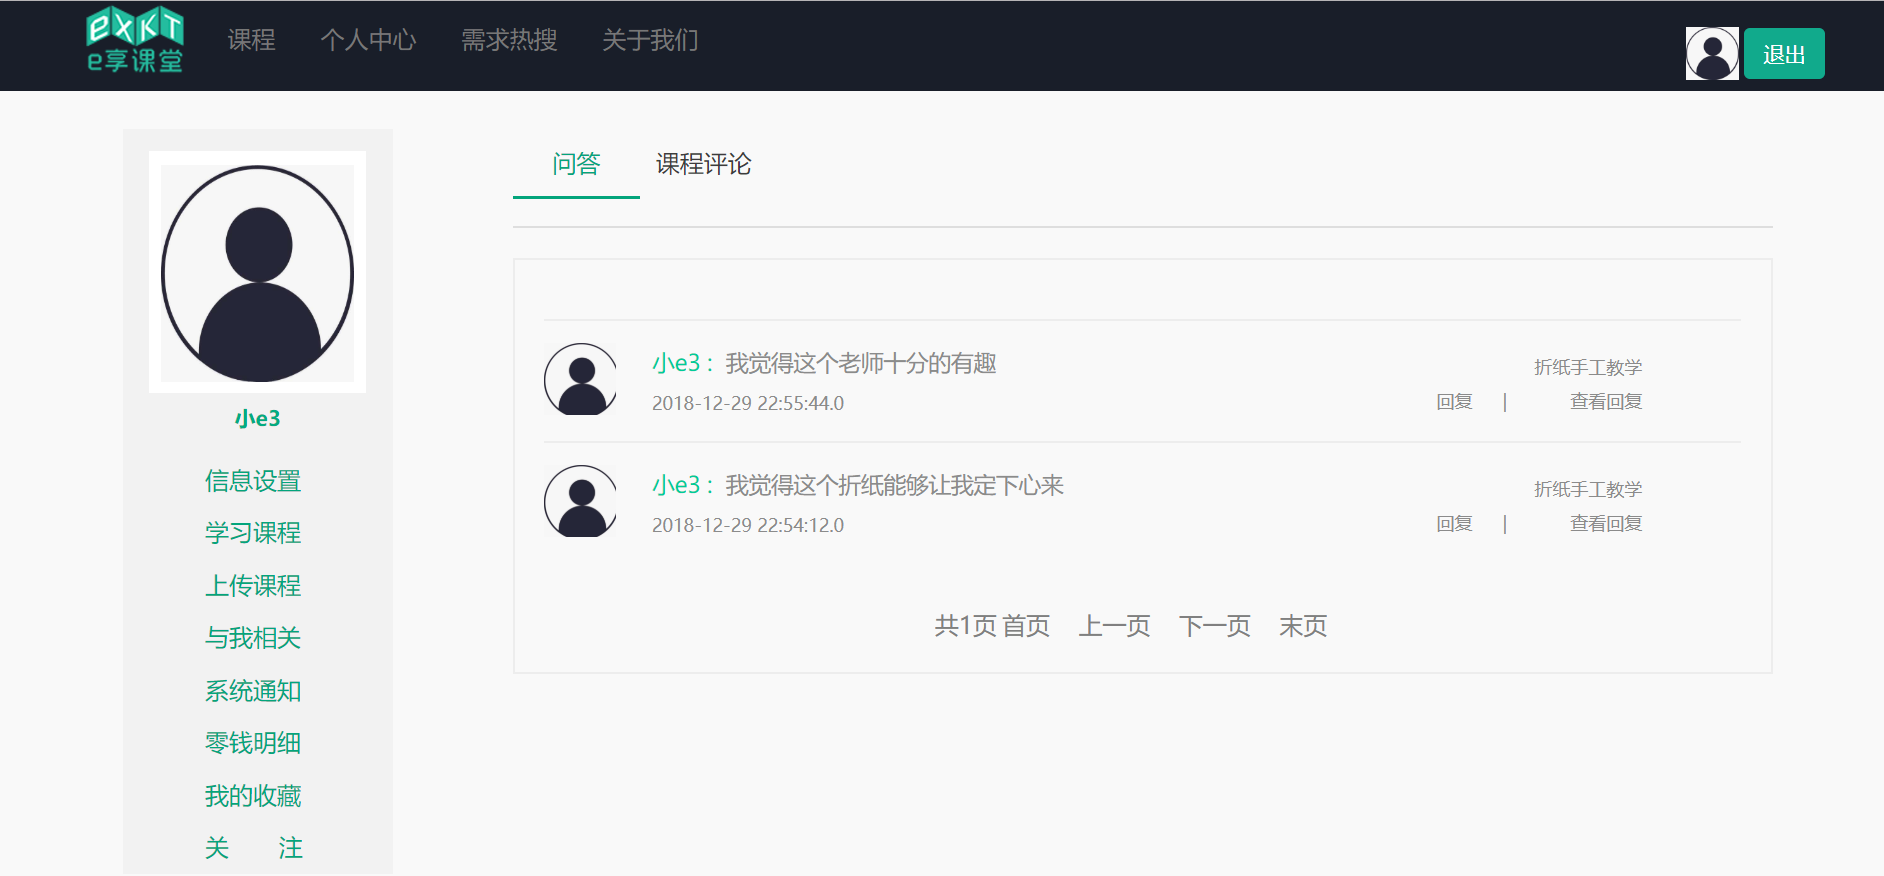 eXKT
e享课堂
课程 个人中心 需求热搜 关于我们
退出
小e3
信息设置
学习课程
上传课程
与我相关
系统通知
零钱明细
我的收藏
关 注
问答 课程评论
小e3 : 我觉得这个老师十分的有趣
折纸手工教学
2018-12-29 22:55:44.0
回复 | 查看回复
小e3 : 我觉得这个折纸能够让我定下心来
折纸手工教学
2018-12-29 22:54:12.0
回复 | 查看回复
共1页 首页 上一页 下一页 末页